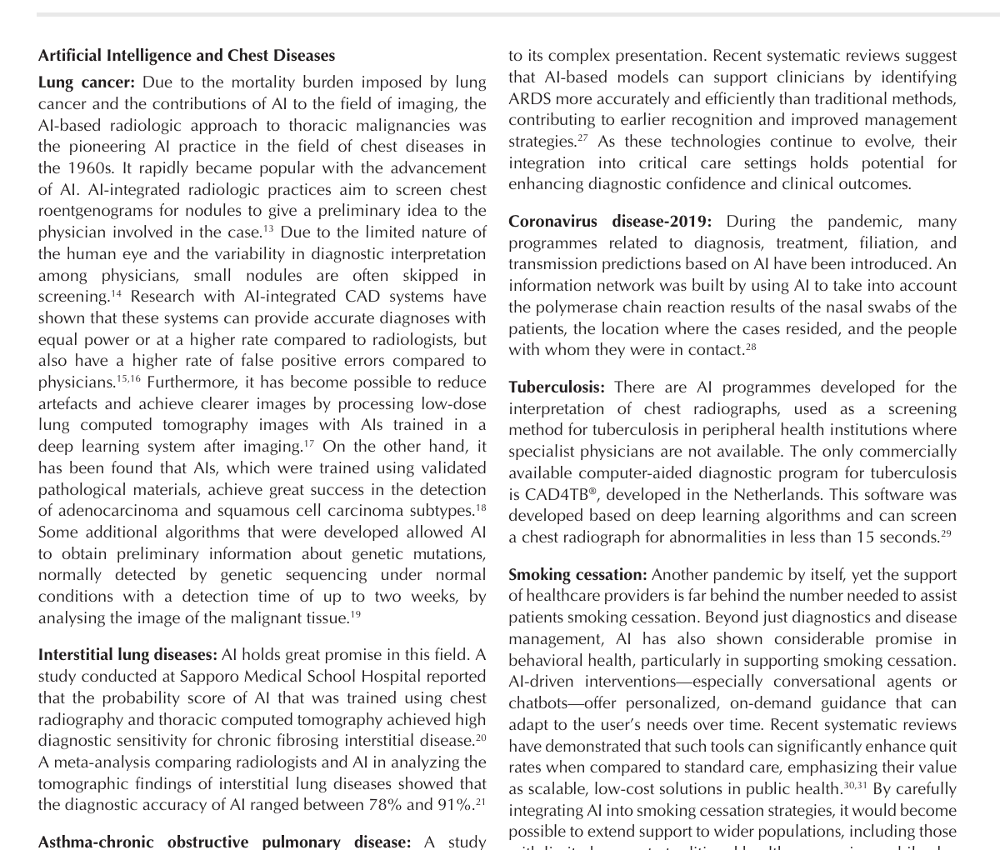 Artificial Intelligence and Chest Diseases
Lung cancer: Due to the mortality burden imposed by lung
cancer and the contributions of AI to the field of imaging, the
AI-based radiologic approach to thoracic malignancies was
the pioneering AI practice in the field of chest diseases in
the 1960s. It rapidly became popular with the advancement
of AI. AI-integrated radiologic practices aim to screen chest
roentgenograms for nodules to give a preliminary idea to the
physician involved in the case.13 Due to the limited nature of
the human eye and the variability in diagnostic interpretation
among physicians, small nodules are often skipped in
screening.14 Research with AI-integrated CAD systems have
shown that these systems can provide accurate diagnoses with
equal power or at a higher rate compared to radiologists, but
also have a higher rate of false positive errors compared to
physicians.15,16 Furthermore, it has become possible to reduce
artefacts and achieve clearer images by processing low-dose
lung computed tomography images with AIs trained in a
deep learning system after imaging.17 On the other hand, it
has been found that AIs, which were trained using validated
pathological materials, achieve great success in the detection
of adenocarcinoma and squamous cell carcinoma subtypes.18
Some additional algorithms that were developed allowed AI
to obtain preliminary information about genetic mutations,
normally detected by genetic sequencing under normal
conditions with a detection time of up to two weeks, by
analysing the image of the malignant tissue.19
Interstitial lung diseases: AI holds great promise in this field. A
study conducted at Sapporo Medical School Hospital reported
that the probability score of AI that was trained using chest
radiography and thoracic computed tomography achieved high
diagnostic sensitivity for chronic fibrosing interstitial disease.20
A meta-analysis comparing radiologists and AI in analyzing the
tomographic findings of interstitial lung diseases showed that
the diagnostic accuracy of AI ranged between 78% and 91%.21
Asthma-chronic obstructive pulmonary disease: A study
to its complex presentation. Recent systematic reviews suggest
that AI-based models can support clinicians by identifying
ARDS more accurately and efficiently than traditional methods,
contributing to earlier recognition and improved management
strategies.27 As these technologies continue to evolve, their
integration into critical care settings holds potential for
enhancing diagnostic confidence and clinical outcomes.
Coronavirus disease-2019: During the pandemic, many
programmes related to diagnosis, treatment, filiation, and
transmission predictions based on AI have been introduced. An
information network was built by using AI to take into account
the polymerase chain reaction results of the nasal swabs of the
patients, the location where the cases resided, and the people
with whom they were in contact.28
Tuberculosis: There are AI programmes developed for the
interpretation of chest radiographs, used as a screening
method for tuberculosis in peripheral health institutions where
specialist physicians are not available. The only commercially
available computer-aided diagnostic program for tuberculosis
is CAD4TB®, developed in the Netherlands. This software was
developed based on deep learning algorithms and can screen
a chest radiograph for abnormalities in less than 15 seconds.29
Smoking cessation: Another pandemic by itself, yet the support
of healthcare providers is far behind the number needed to assist
patients smoking cessation. Beyond just diagnostics and disease
management, AI has also shown considerable promise in
behavioral health, particularly in supporting smoking cessation.
AI-driven interventions—especially conversational agents or
chatbots—offer personalized, on-demand guidance that can
adapt to the user's needs over time. Recent systematic reviews
have demonstrated that such tools can significantly enhance quit
rates when compared to standard care, emphasizing their value
as scalable, low-cost solutions in public health.30,31 By carefully
integrating AI into smoking cessation strategies, it would become
possible to extend support to wider populations, including those